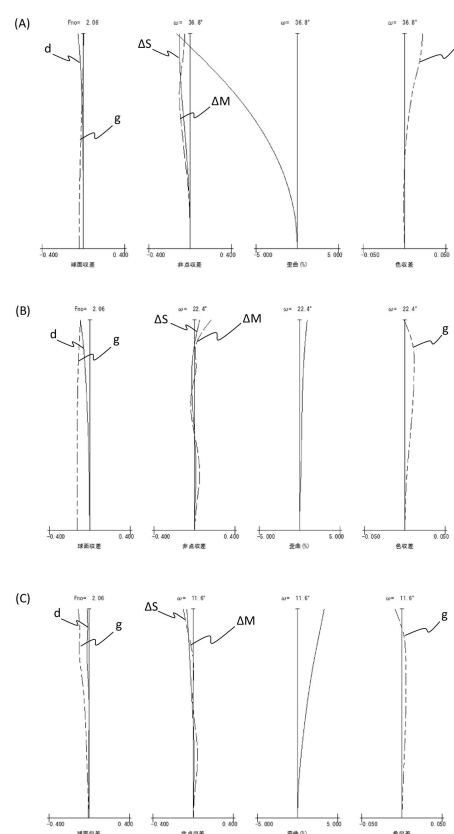 (A)
Fno= 2.09
ω= 36.8°
ω= 36.8°
ω= 36.8°
d
g
ΔS
ΔM
-0.400 0.400
球面収差
-0.400 0.400
非点収差
-5.000 5.000
歪曲(%)
-0.050 0.050
色収差
(B)
Fno= 2.06
ω= 22.4°
ω= 22.4°
ω= 22.4°
d
g
ΔS
ΔM
g
-0.400 0.400
球面収差
-0.400 0.400
非点収差
-5.000 5.000
歪曲(%)
-0.050 0.050
色収差
(C)
Fno= 2.06
ω= 11.6°
ω= 11.6°
ω= 11.6°
d
g
ΔS
ΔM
g
-0.400 0.400
球面収差
-0.400 0.400
非点収差
-5.000 5.000
歪曲(%)
-0.050 0.050
色収差